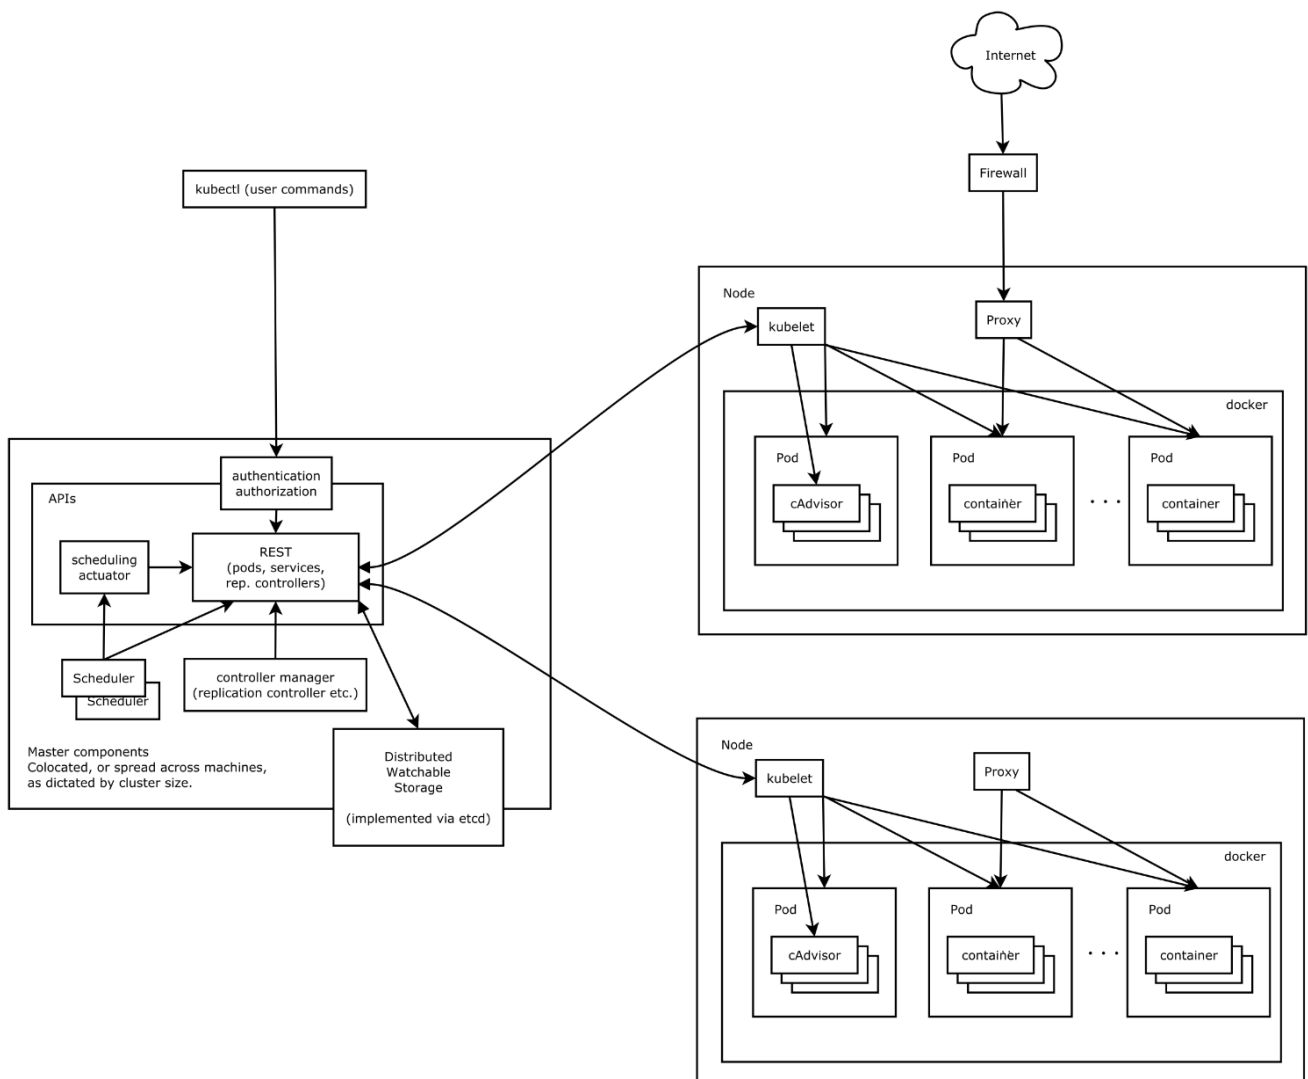 Internet
Firewall
kubectl (user commands)
Node
kubelet
Proxy
docker
Pod
Pod
Pod
cAdvisor
container
. . .
container
authentication
authorization
APIs
REST
(pods, services,
rep. controllers)
scheduling
actuator
Scheduler
Scheduler
controller manager
(replication controller etc.)
Master components
Colocated, or spread across machines,
as dictated by cluster size.
Distributed
Watchable
Storage
(implemented via etcd)
Node
kubelet
Proxy
docker
Pod
Pod
Pod
cAdvisor
container
. . .
container